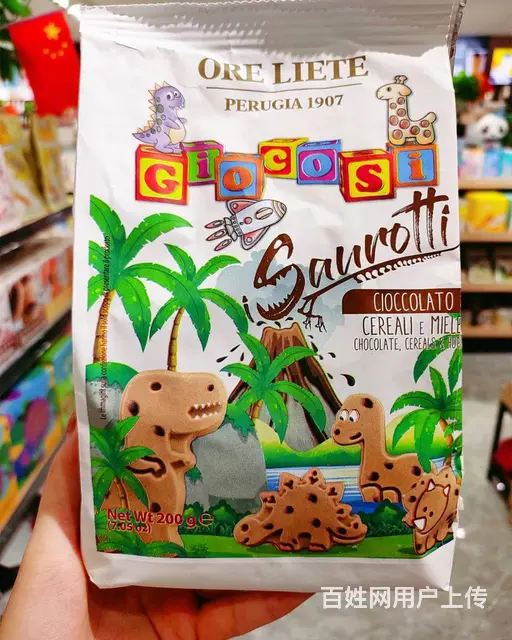 ORE LIETE
PERUGIA 1907
GIOCOSI
i Saurotti
CIOCCOLATO
CEREALI E MIELE
CHOCOLATE, CEREALS &
Net Wt 200 g e
(7.05 oz)
百姓网用户上传